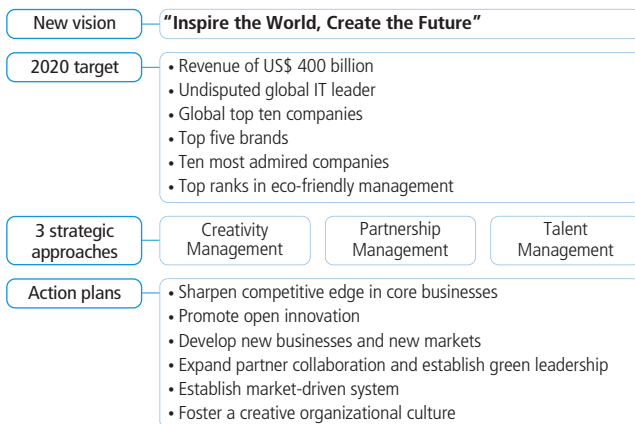 New vision
“Inspire the World, Create the Future”
2020 target
• Revenue of US$ 400 billion
• Undisputed global IT leader
• Global top ten companies
• Top five brands
• Ten most admired companies
• Top ranks in eco-friendly management
3 strategic
approaches
Creativity
Management
Partnership
Management
Talent
Management
Action plans
• Sharpen competitive edge in core businesses
• Promote open innovation
• Develop new businesses and new markets
• Expand partner collaboration and establish green leadership
• Establish market-driven system
• Foster a creative organizational culture